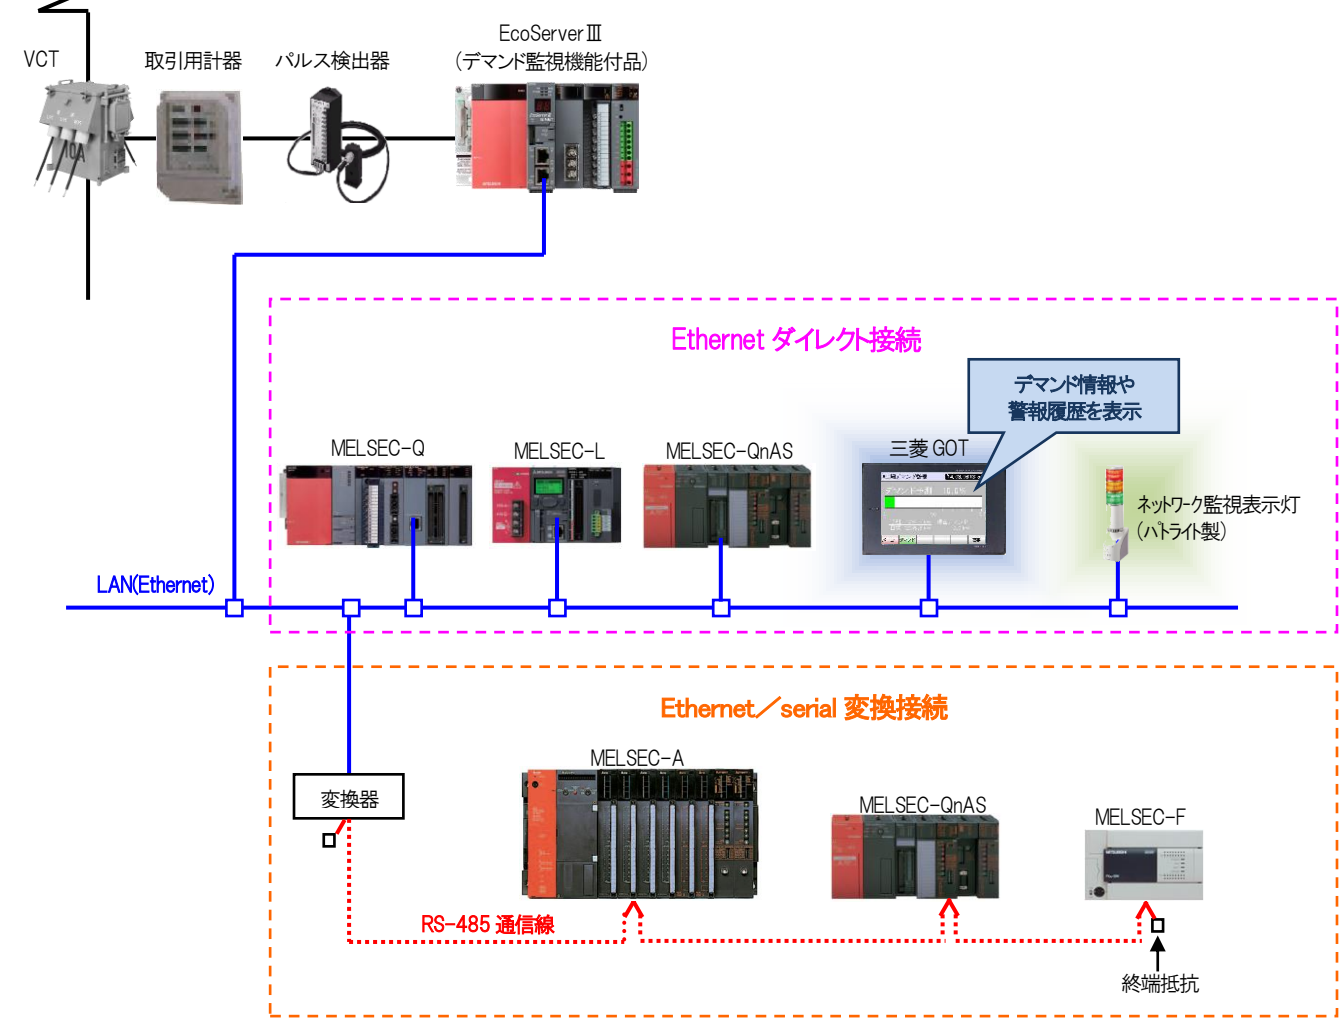 EcoServerⅢ
VCT
取引用計器
パルス検出器
(デマンド監視機能付品)
10A
Ethernet ダイレクト接続
デマンド情報や
警報履歴を表示
MELSEC-Q
MELSEC-L
MELSEC-QnAS
三菱 GOT
ネットワーク監視表示灯
(パトライト製)
LAN(Ethernet)
Ethernet/serial 変換接続
MELSEC-A
変換器
MELSEC-QnAS
MELSEC-F
RS-485 通信線
終端抵抗